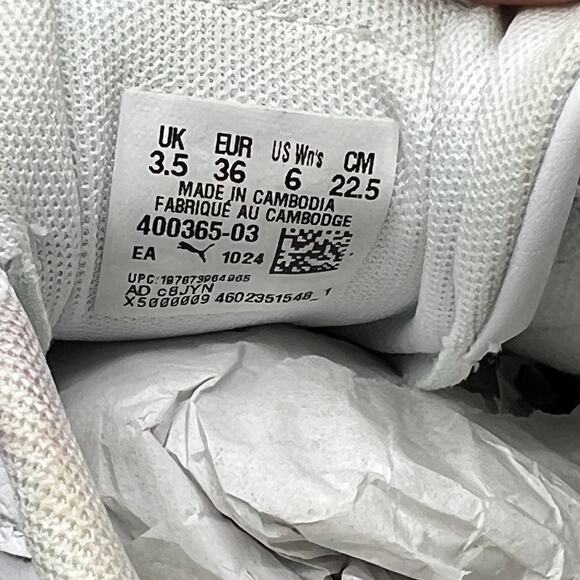 UK EUR US Wn's CM
3.5 36 6 22.5
MADE IN CAMBODIA
FABRIQUÉ AU CAMBODGE
400365-03
EA 1024
UPC:197673964965
AD c8JYN
X5000009 4602351548_1